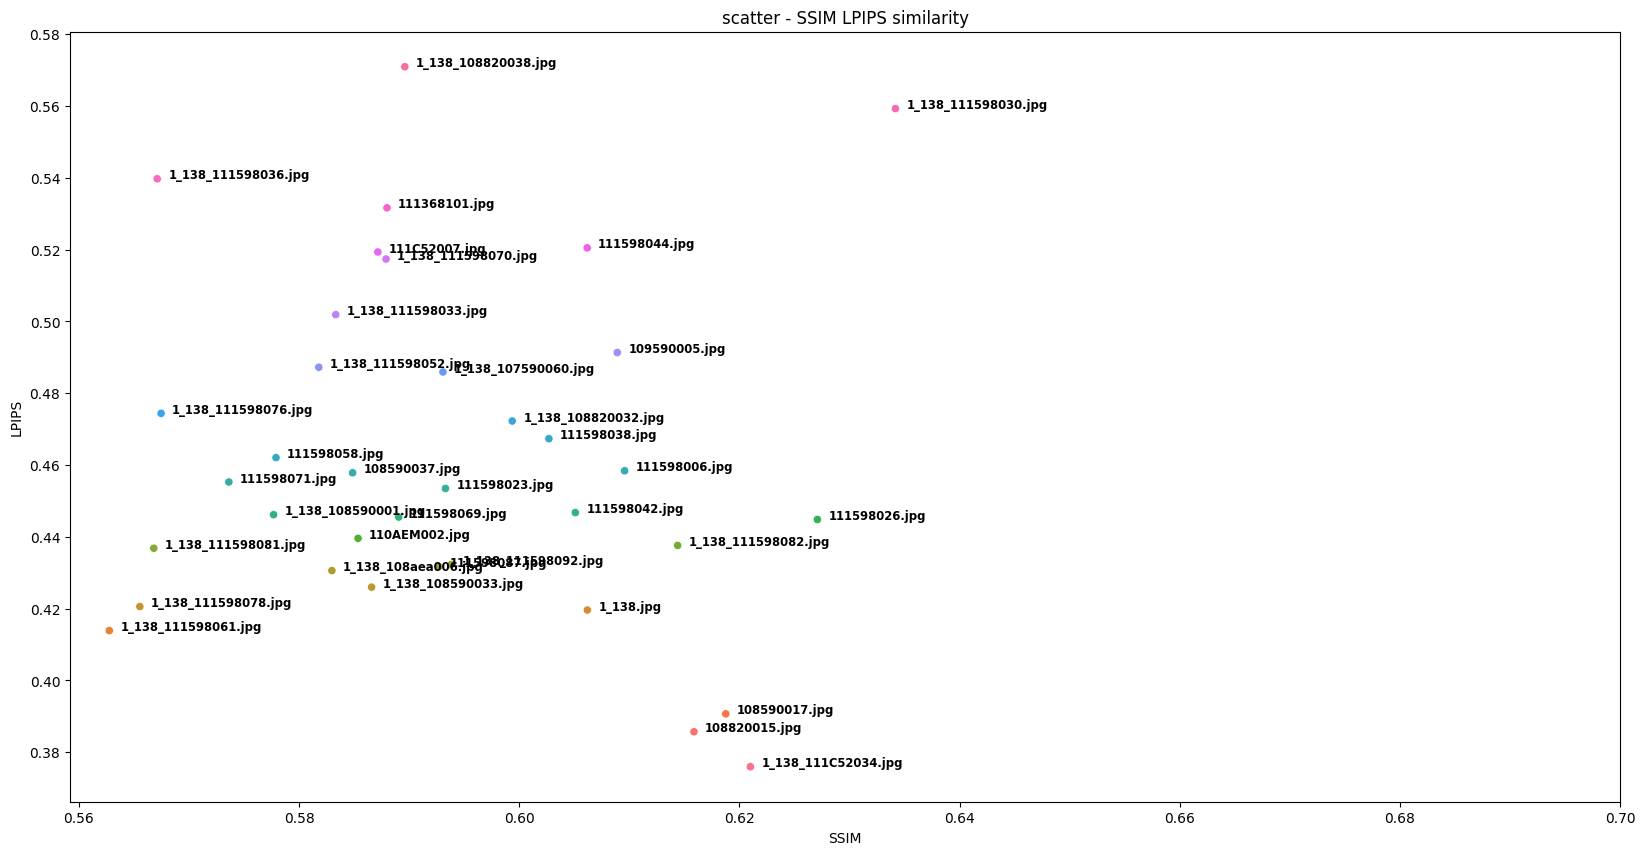 scatter - SSIM LPIPS similarity
0.58
1_138_108820038.jpg
0.56
1_138_111598030.jpg
0.54
1_138_111598036.jpg
111368101.jpg
0.52
111C52007.jpg
1_138_111598070.jpg
111598044.jpg
0.50
1_138_111598033.jpg
109590005.jpg
1_138_111598052.jpg
1_138_107590060.jpg
0.48
1_138_111598076.jpg
1_138_108820032.jpg
111598038.jpg
0.46
111598058.jpg
108590037.jpg
111598006.jpg
111598071.jpg
111598023.jpg
1_138_108590001.jpg
111598069.jpg
111598042.jpg
111598026.jpg
0.44
110AEM002.jpg
1_138_111598081.jpg
1_138_111598082.jpg
1_138_111598092.jpg
111598087.jpg
1_138_108aea006.jpg
1_138_108590033.jpg
0.42
1_138_111598078.jpg
1_138.jpg
1_138_111598061.jpg
0.40
108590017.jpg
108820015.jpg
0.38
1_138_111C52034.jpg
LPIPS
0.56 0.58 0.60 0.62 0.64 0.66 0.68 0.70
SSIM